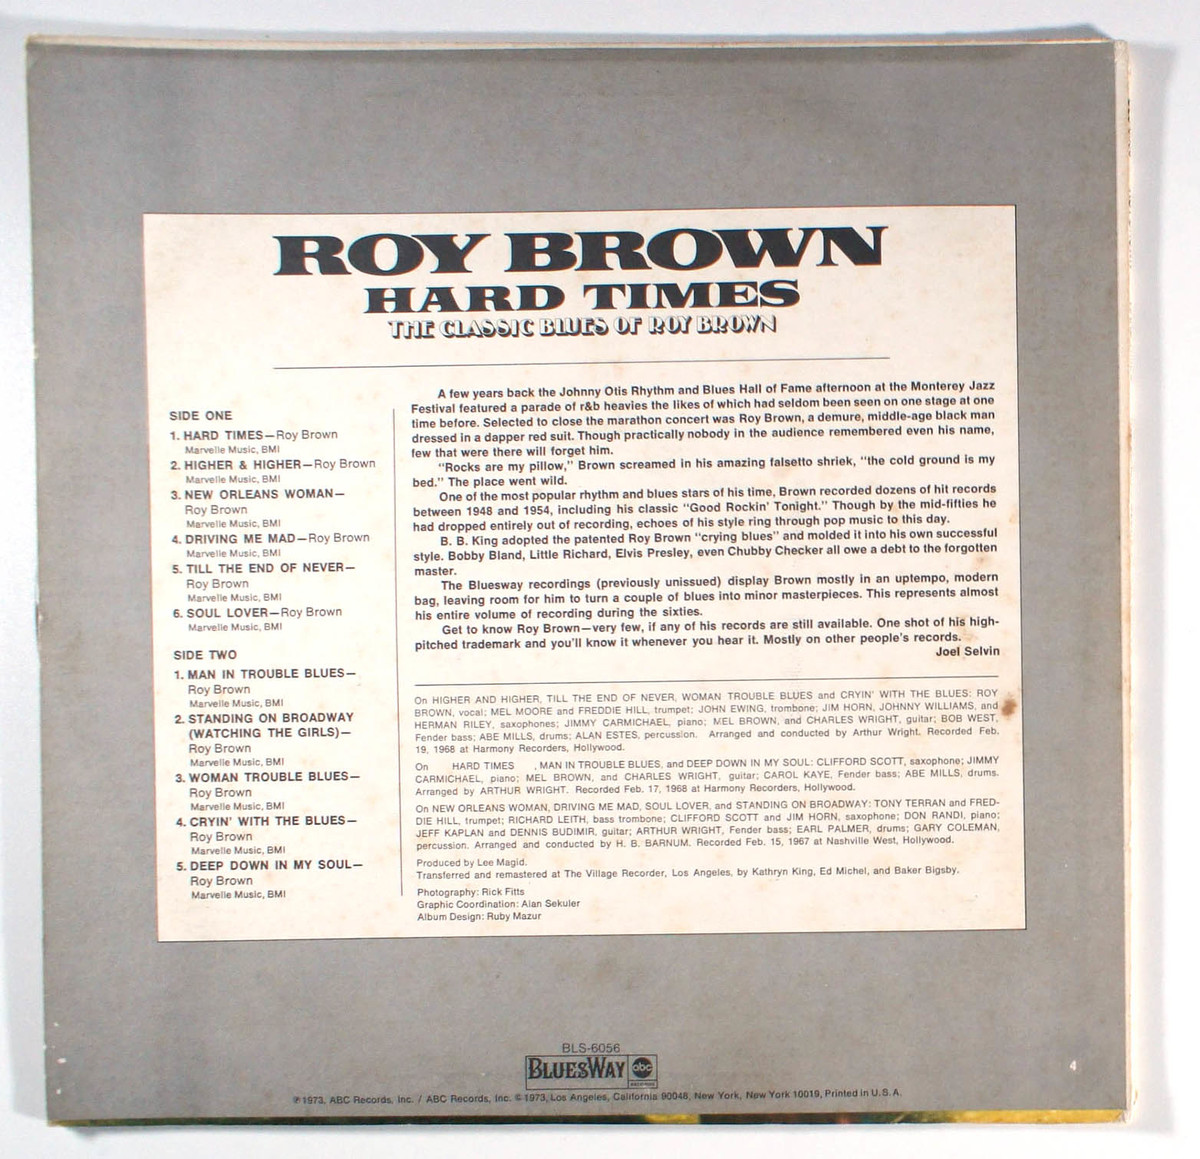 ROY BROWN
HARD TIMES
THE CLASSIC BLUES OF ROY BROWN
SIDE ONE
1. HARD TIMES—Roy Brown
Marvelle Music, BMI
2. HIGHER & HIGHER—Roy Brown
Marvelle Music, BMI
3. NEW ORLEANS WOMAN—
Roy Brown
Marvelle Music, BMI
4. DRIVING ME MAD—Roy Brown
Marvelle Music, BMI
5. TILL THE END OF NEVER—
Roy Brown
Marvelle Music, BMI
6. SOUL LOVER—Roy Brown
Marvelle Music, BMI
SIDE TWO
1. MAN IN TROUBLE BLUES—
Roy Brown
Marvelle Music, BMI
2. STANDING ON BROADWAY
(WATCHING THE GIRLS)—
Roy Brown
Marvelle Music, BMI
3. WOMAN TROUBLE BLUES—
Roy Brown
Marvelle Music, BMI
4. CRYIN' WITH THE BLUES—
Roy Brown
Marvelle Music, BMI
5. DEEP DOWN IN MY SOUL—
Roy Brown
Marvelle Music, BMI
A few years back the Johnny Otis Rhythm and Blues Hall of Fame afternoon at the Monterey Jazz
Festival featured a parade of r&b heavies the likes of which had seldom been seen on one stage at one
time before. Selected to close the marathon concert was Roy Brown, a demure, middle-age black man
dressed in a dapper red suit. Though practically nobody in the audience remembered even his name,
few that were there will forget him.
"Rocks are my pillow," Brown screamed in his amazing falsetto shriek, "the cold ground is my
bed." The place went wild.
One of the most popular rhythm and blues stars of his time, Brown recorded dozens of hit records
between 1948 and 1954, including his classic "Good Rockin' Tonight." Though by the mid-fifties he
had dropped entirely out of recording, echoes of his style ring through pop music to this day.
B. B. King adopted the patented Roy Brown "crying blues" and molded it into his own successful
style. Bobby Bland, Little Richard, Elvis Presley, even Chubby Checker all owe a debt to the forgotten
master.
The Bluesway recordings (previously unissued) display Brown mostly in an uptempo, modern
bag, leaving room for him to turn a couple of blues into minor masterpieces. This represents almost
his entire volume of recording during the sixties.
Get to know Roy Brown—very few, if any of his records are still available. One shot of his high-
pitched trademark and you'll know it whenever you hear it. Mostly on other people's records.
Joel Selvin
On HIGHER AND HIGHER, TILL THE END OF NEVER, WOMAN TROUBLE BLUES and CRYIN' WITH THE BLUES: ROY
BROWN, vocal; MEL MOORE and FREDDIE HILL, trumpet; JOHN EWING, trombone; JIM HORN, JOHNNY WILLIAMS, and
HERMAN RILEY, saxophones; JIMMY CARMICHAEL, piano; MEL BROWN, and CHARLES WRIGHT, guitar; BOB WEST,
Fender bass; ABE MILLS, drums; ALAN ESTES, percussion. Arranged and conducted by Arthur Wright. Recorded Feb.
19, 1968 at Harmony Recorders, Hollywood.
On HARD TIMES , MAN IN TROUBLE BLUES, and DEEP DOWN IN MY SOUL: CLIFFORD SCOTT, saxophone; JIMMY
CARMICHAEL, piano; MEL BROWN, and CHARLES WRIGHT, guitar; CAROL KAYE, Fender bass; ABE MILLS, drums.
Arranged by ARTHUR WRIGHT. Recorded Feb. 17, 1968 at Harmony Recorders, Hollywood.
On NEW ORLEANS WOMAN, DRIVING ME MAD, SOUL LOVER, and STANDING ON BROADWAY: TONY TERRAN and FRED-
DIE HILL, trumpet; RICHARD LEITH, bass trombone; CLIFFORD SCOTT and JIM HORN, saxophone; DON RANDI, piano;
JEFF KAPLAN and DENNIS BUDIMIR, guitar; ARTHUR WRIGHT, Fender bass; EARL PALMER, drums; GARY COLEMAN,
percussion. Arranged and conducted by H. B. BARNUM. Recorded Feb. 15, 1967 at Nashville West, Hollywood.
Produced by Lee Magid.
Transferred and remastered at The Village Recorder, Los Angeles, by Kathryn King, Ed Michel, and Baker Bigsby.
Photography: Rick Fitts
Graphic Coordination: Alan Sekuler
Album Design: Ruby Mazur
BLS-6056
BLUESWAY abc
4
℗ 1973, ABC Records, Inc. / ABC Records, Inc. © 1973, Los Angeles, California 90048, New York, New York 10019, Printed in U.S.A.